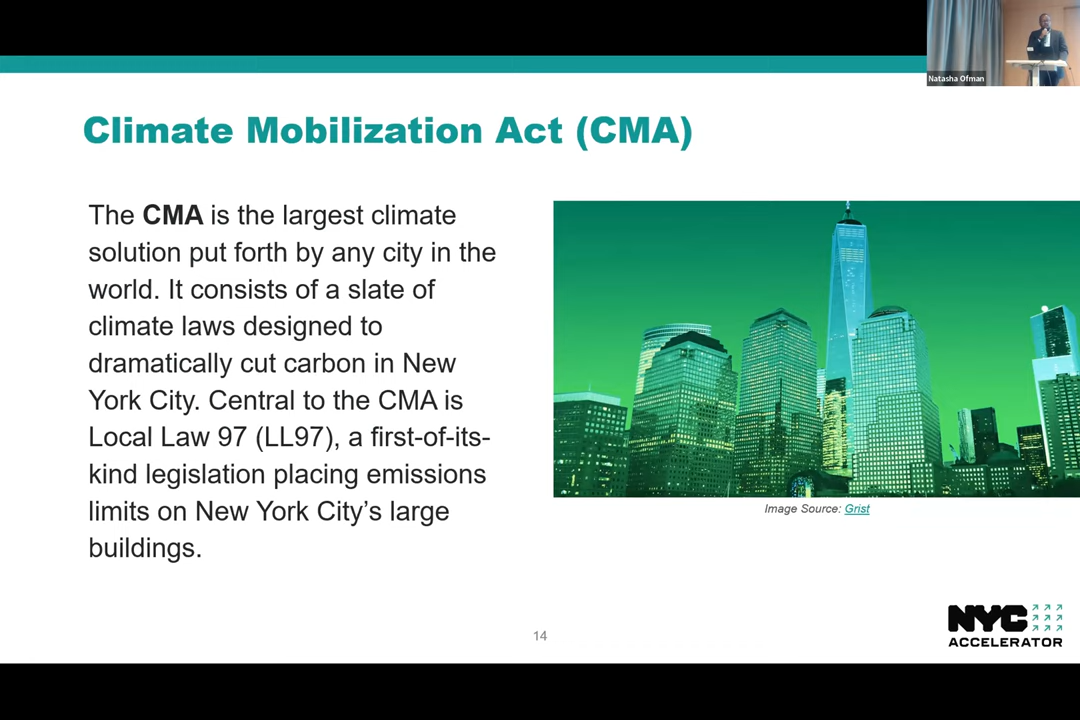 Natasha Ofman
Climate Mobilization Act (CMA)
The CMA is the largest climate
solution put forth by any city in the
world. It consists of a slate of
climate laws designed to
dramatically cut carbon in New
York City. Central to the CMA is
Local Law 97 (LL97), a first-of-its-
kind legislation placing emissions
limits on New York City’s large
buildings.
Image Source: Grist
14
NYC
ACCELERATOR